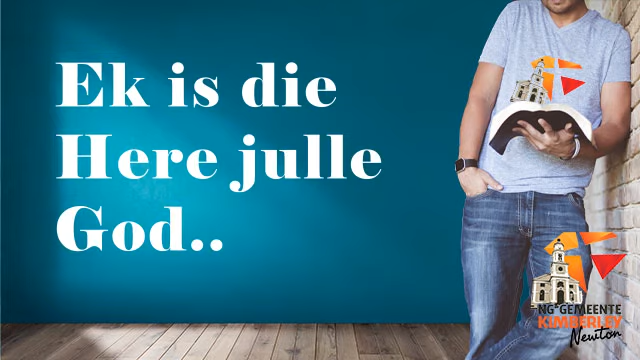 Ek is die
Here julle
God..
NG GEMEENTE
KIMBERLEY
Newton